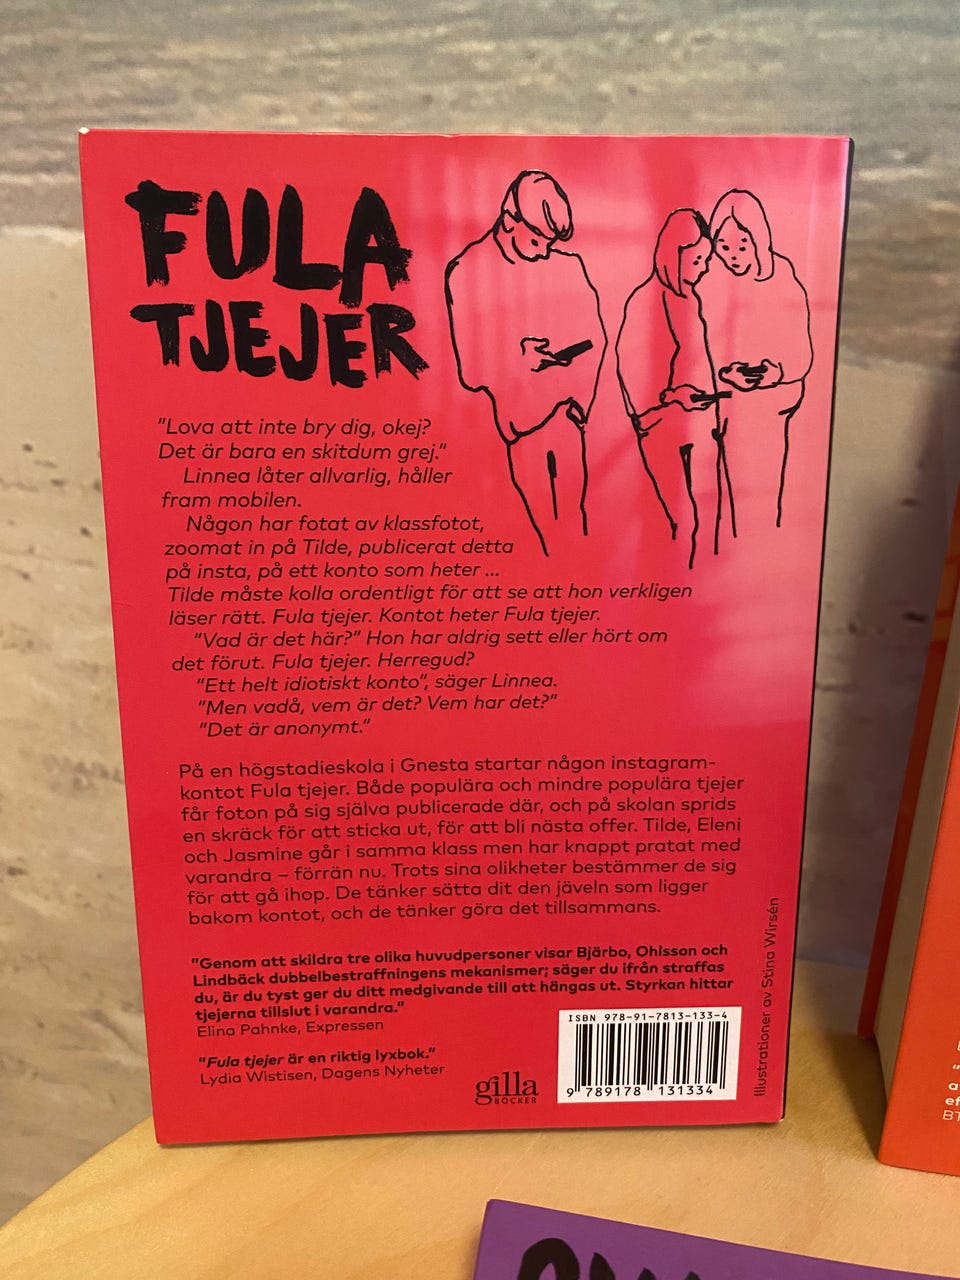 FULA
TJEJER
"Lova att inte bry dig, okej?
Det är bara en skitdum grej."
Linnea låter allvarlig, håller
fram mobilen.
Någon har fotat av klassfotot,
zoomat in på Tilde, publicerat detta
på insta, på ett konto som heter ...
Tilde måste kolla ordentligt för att se att hon verkligen
läser rätt. Fula tjejer. Kontot heter Fula tjejer.
"Vad är det här?" Hon har aldrig sett eller hört om
det förut. Fula tjejer. Herregud?
"Ett helt idiotiskt konto", säger Linnea.
"Men vadå, vem är det? Vem har det?"
"Det är anonymt."
På en högstadieskola i Gnesta startar någon instagram-
kontot Fula tjejer. Både populära och mindre populära tjejer
får foton på sig själva publicerade där, och på skolan sprids
en skräck för att sticka ut, för att bli nästa offer. Tilde, Eleni
och Jasmine går i samma klass men har knappt pratat med
varandra – förrän nu. Trots sina olikheter bestämmer de sig
för att gå ihop. De tänker sätta dit den jäveln som ligger
bakom kontot, och de tänker göra det tillsammans.
"Genom att skildra tre olika huvudpersoner visar Bjärbo, Ohlsson och
Lindbäck dubbelbestraffningens mekanismer; säger du ifrån straffas
du, är du tyst ger du ditt medgivande till att hängas ut. Styrkan hittar
tjejerna tillslut i varandra."
Elina Pahnke, Expressen
"Fula tjejer är en riktig lyxbok."
Lydia Wistisen, Dagens Nyheter
gilla
BÖCKER
ISBN 978-91-7813-133-4
9 789178 131334
Illustrationer av Stina Wirsén
BT